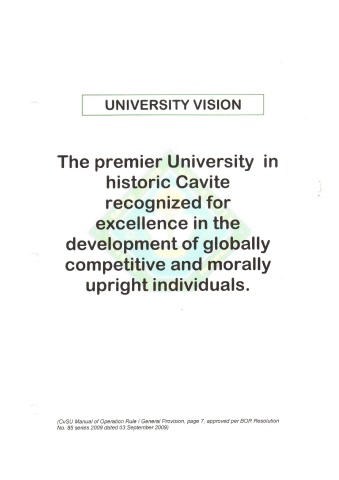 UNIVERSITY VISION
The premier University in
historic Cavite
recognized for
excellence in the
development of globally
competitive and morally
upright individuals.
(CvSU Manual of Operation Rule I General Provision, page 7, approved per BOR Resolution
No. 85 series 2009 dated 03 September 2009)